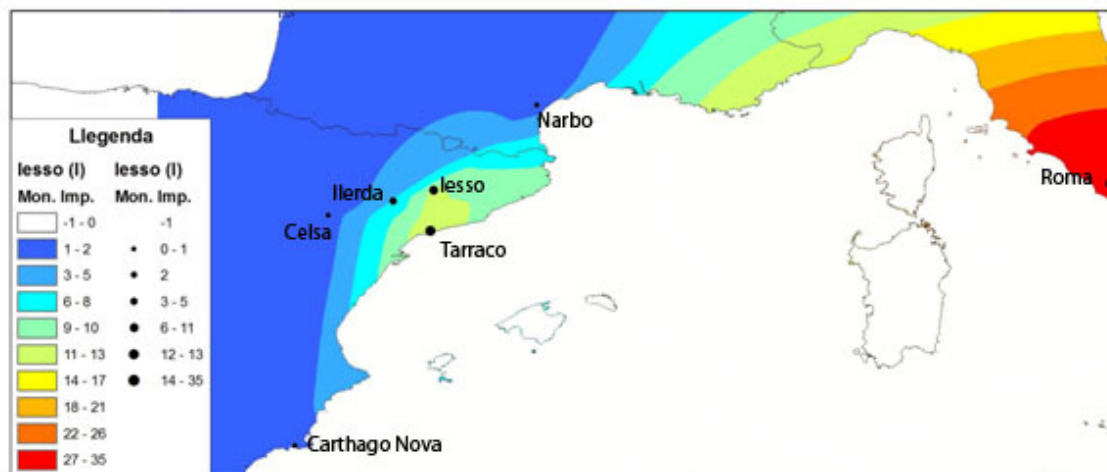 Llegenda
Iesso (I) Iesso (I)
Mon. Imp. Mon. Imp.
-1 - 0 -1
1 - 2 0 - 1
3 - 5 2
6 - 8 3 - 5
9 - 10 6 - 11
11 - 13 12 - 13
14 - 17 14 - 35
18 - 21
22 - 26
27 - 35
Narbo
Ilerda
Iesso
Celsa
Tarraco
Roma
Carthago Nova